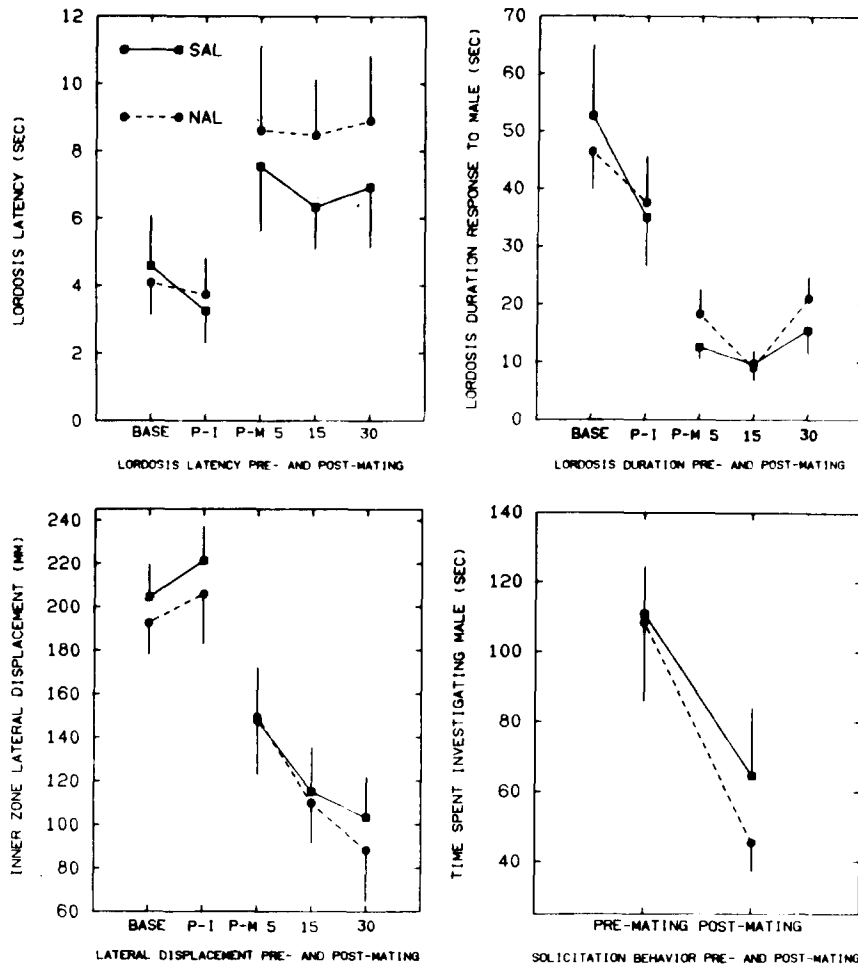 LORDOSIS LATENCY (SEC)
12
10
8
6
4
2
0
SAL
NAL
BASE P-I P-M 5 15 30
LORDOSIS LATENCY PRE- AND POST-MATING
LORDOSIS DURATION RESPONSE TO MALE (SEC)
70
60
50
40
30
20
10
0
BASE P-I P-M 5 15 30
LORDOSIS DURATION PRE- AND POST-MATING
INNER ZONE LATERAL DISPLACEMENT (MM)
240
220
200
180
160
140
120
100
80
60
BASE P-I P-M 5 15 30
LATERAL DISPLACEMENT PRE- AND POST-MATING
TIME SPENT INVESTIGATING MALE (SEC)
140
120
100
80
60
40
PRE-MATING POST-MATING
SOLICITATION BEHAVIOR PRE- AND POST-MATING